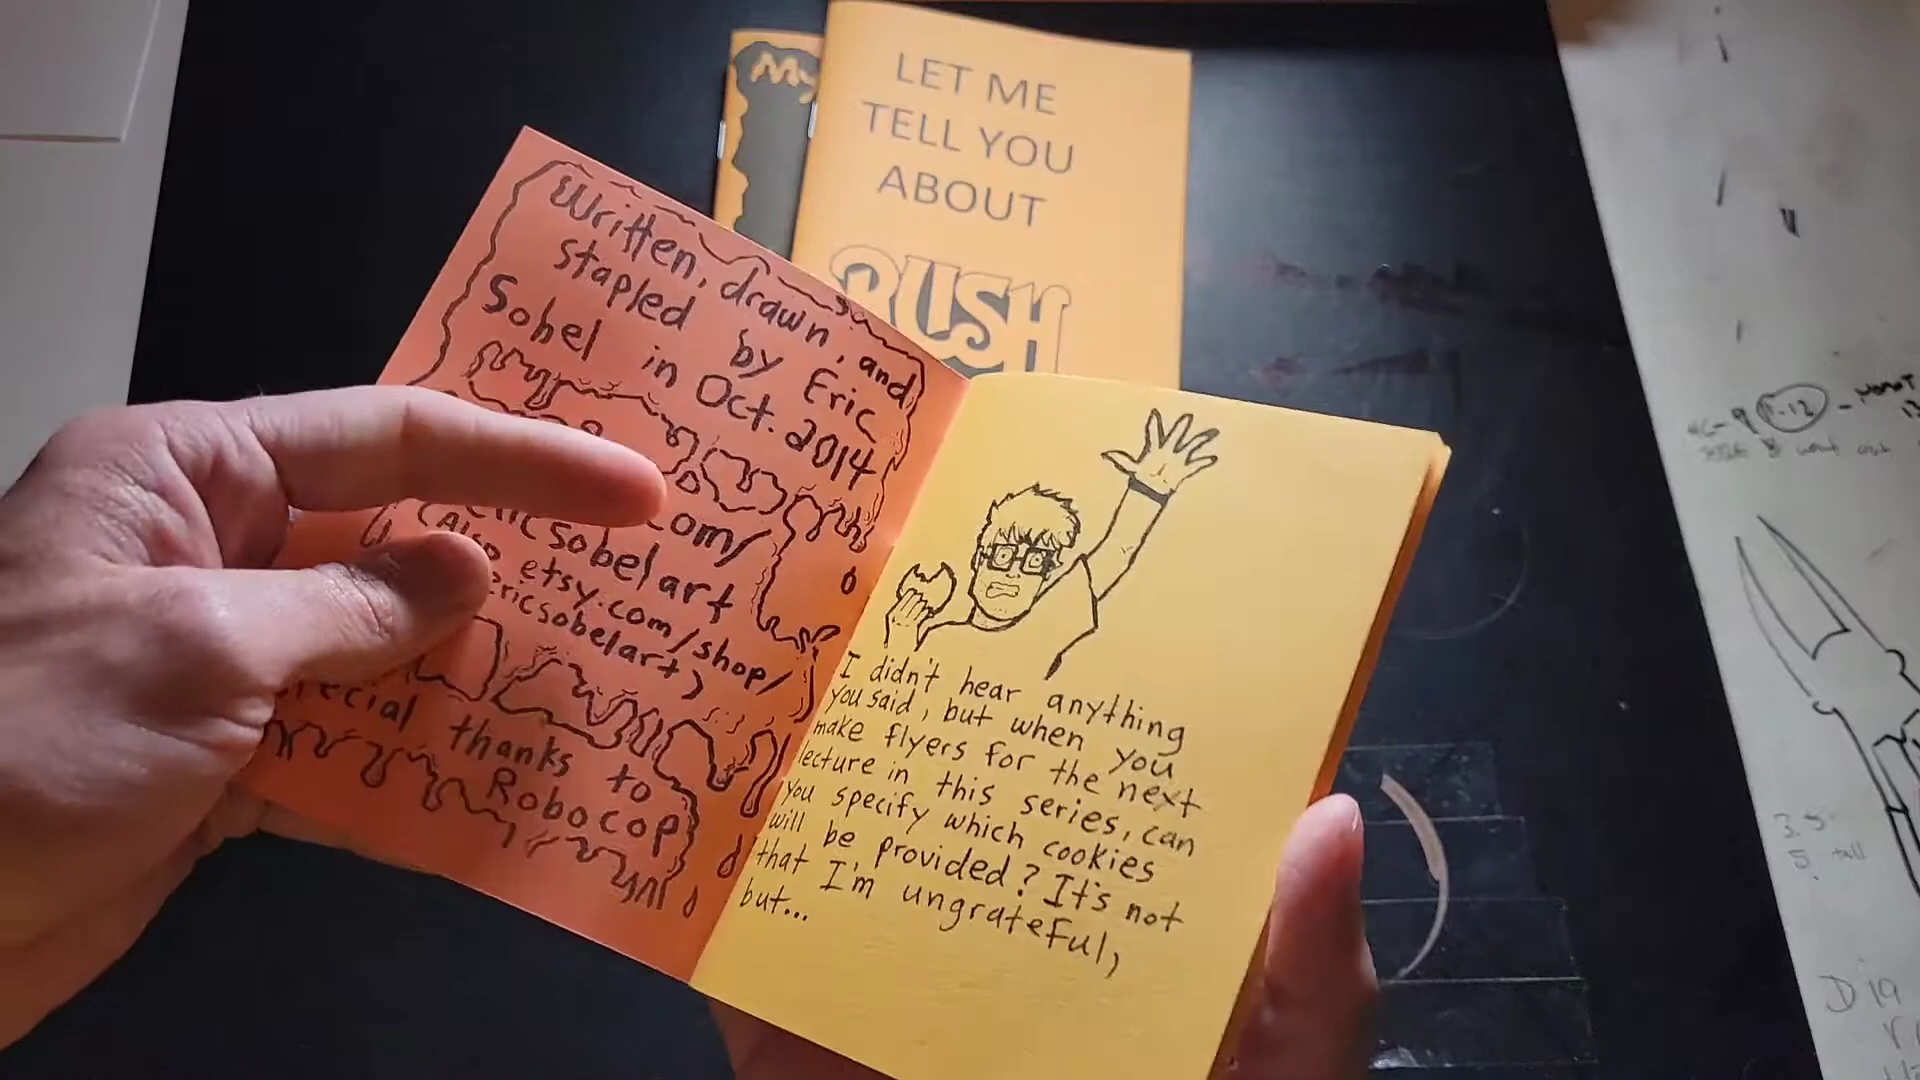 My
LET ME
TELL YOU
ABOUT
RUSH
Written, drawn, and
stapled by Eric
Sobel in Oct. 2014
.com/
ericsobelart
(Also etsy.com/shop/
ericsobelart)
special thanks to
Robocop
I didn't hear anything
you said, but when you
make flyers for the next
lecture in this series, can
you specify which cookies
will be provided? It's not
that I'm ungrateful,
but...